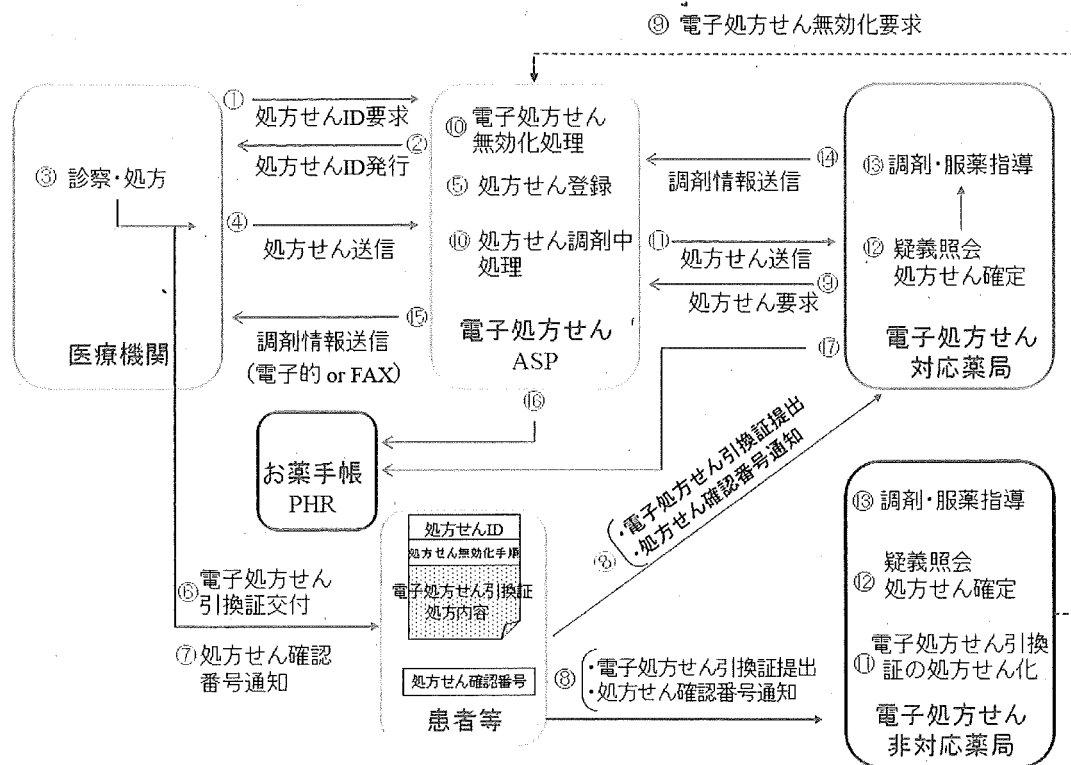 ⑨ 電子処方せん無効化要求
①
処方せんID要求
②
処方せんID発行
③ 診察・処方
④
処方せん送信
⑮
調剤情報送信
(電子的 or FAX)
医療機関
⑩ 電子処方せん
無効化処理
⑤ 処方せん登録
⑩ 処方せん調剤中
処理
電子処方せん
ASP
⑭
調剤情報送信
⑪
処方せん送信
⑨
処方せん要求
⑰
⑬調剤・服薬指導
⑫ 疑義照会
処方せん確定
電子処方せん
対応薬局
⑯
お薬手帳
PHR
⑥電子処方せん
引換証交付
⑦処方せん確認
番号通知
処方せんID
処方せん無効化手順
電子処方せん引換証
処方内容
処方せん確認番号
患者等
⑧
・電子処方せん引換証提出
・処方せん確認番号通知
⑧
・電子処方せん引換証提出
・処方せん確認番号通知
⑬ 調剤・服薬指導
⑫ 疑義照会
処方せん確定
⑪ 電子処方せん引換
証の処方せん化
電子処方せん
非対応薬局